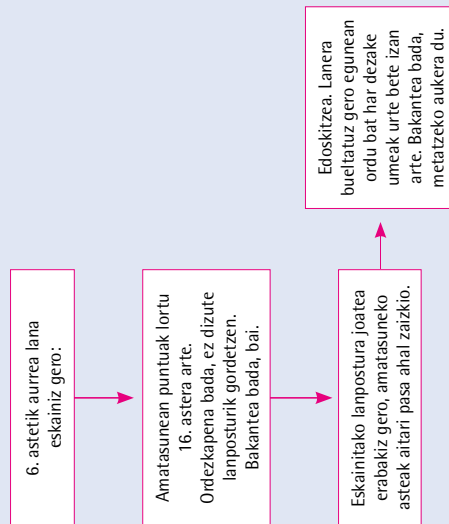 6. astetik aurrea lana
eskainiz gero:
Amatasunean puntuak lortu
16. astera arte.
Ordezkapena bada, ez dizute
lanposturik gordetzen.
Bakantea bada, bai.
Eskainitako lanpostura joatea
erabakiz gero, amatasuneko
asteak aitari pasa ahal zaizkio.
Edoskitzea. Lanera
bueltatuz gero egunean
ordu bat har dezake
umeak urte bete izan
arte. Bakantea bada,
metatzeko aukera du.